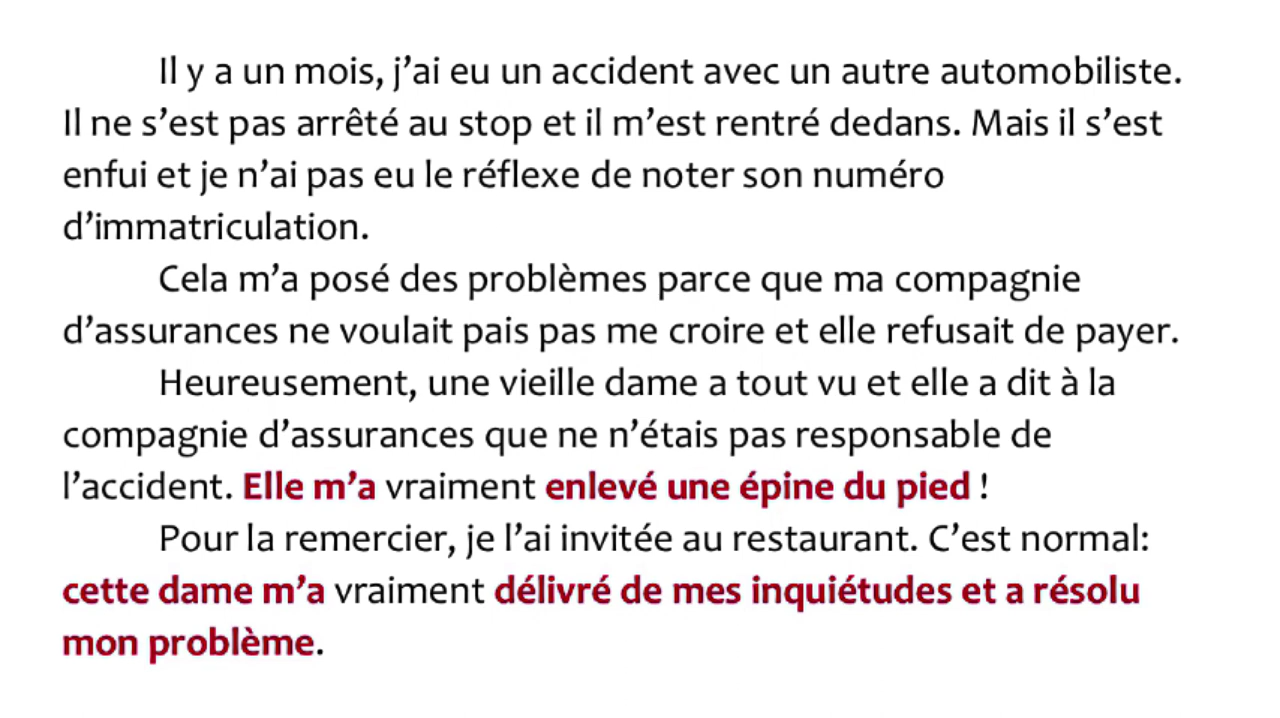 Il y a un mois, j’ai eu un accident avec un autre automobiliste.
Il ne s’est pas arrêté au stop et il m’est rentré dedans. Mais il s’est
enfui et je n’ai pas eu le réflexe de noter son numéro
d’immatriculation.
Cela m’a posé des problèmes parce que ma compagnie
d’assurances ne voulait pais pas me croire et elle refusait de payer.
Heureusement, une vieille dame a tout vu et elle a dit à la
compagnie d’assurances que ne n’étais pas responsable de
l’accident. Elle m’a vraiment enlevé une épine du pied !
Pour la remercier, je l’ai invitée au restaurant. C’est normal:
cette dame m’a vraiment délivré de mes inquiétudes et a résolu
mon problème.